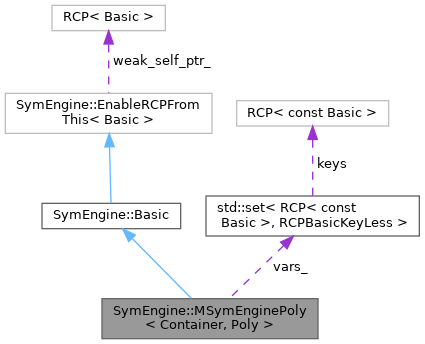 RCP< Basic >
weak_self_ptr_
SymEngine::EnableRCPFrom
This< Basic >
RCP< const Basic >
keys
SymEngine::Basic
std::set< RCP< const
Basic >, RCPBasicKeyLess >
vars_
SymEngine::MSymEnginePoly
< Container, Poly >